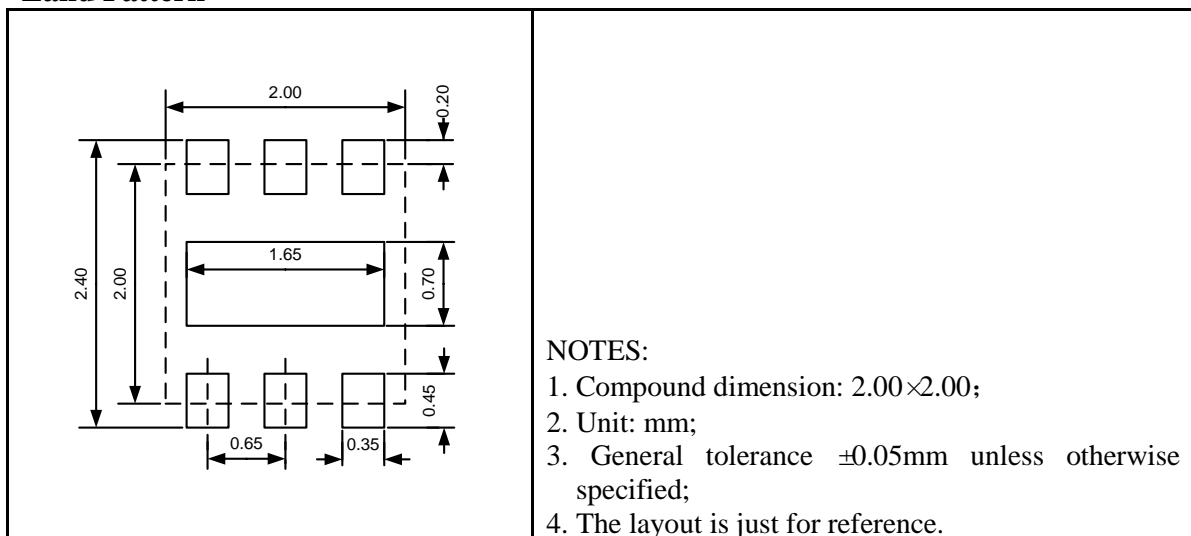 2.00
0.20
2.40
2.00
1.65
0.70
0.45
0.65
0.35
NOTES:
1. Compound dimension: 2.00×2.00;
2. Unit: mm;
3. General tolerance ±0.05mm unless otherwise
specified;
4. The layout is just for reference.